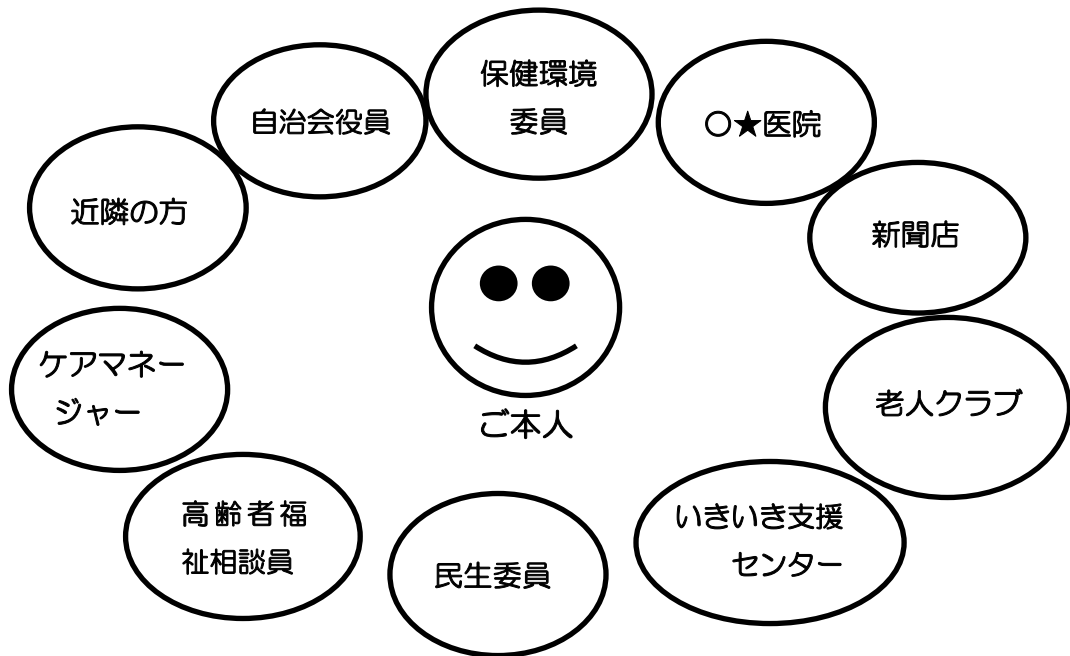 保健環境
委員
自治会役員
○★医院
近隣の方
新聞店
ケアマネー
ジャー
ご本人
老人クラブ
高齢者福
祉相談員
民生委員
いきいき支援
センター